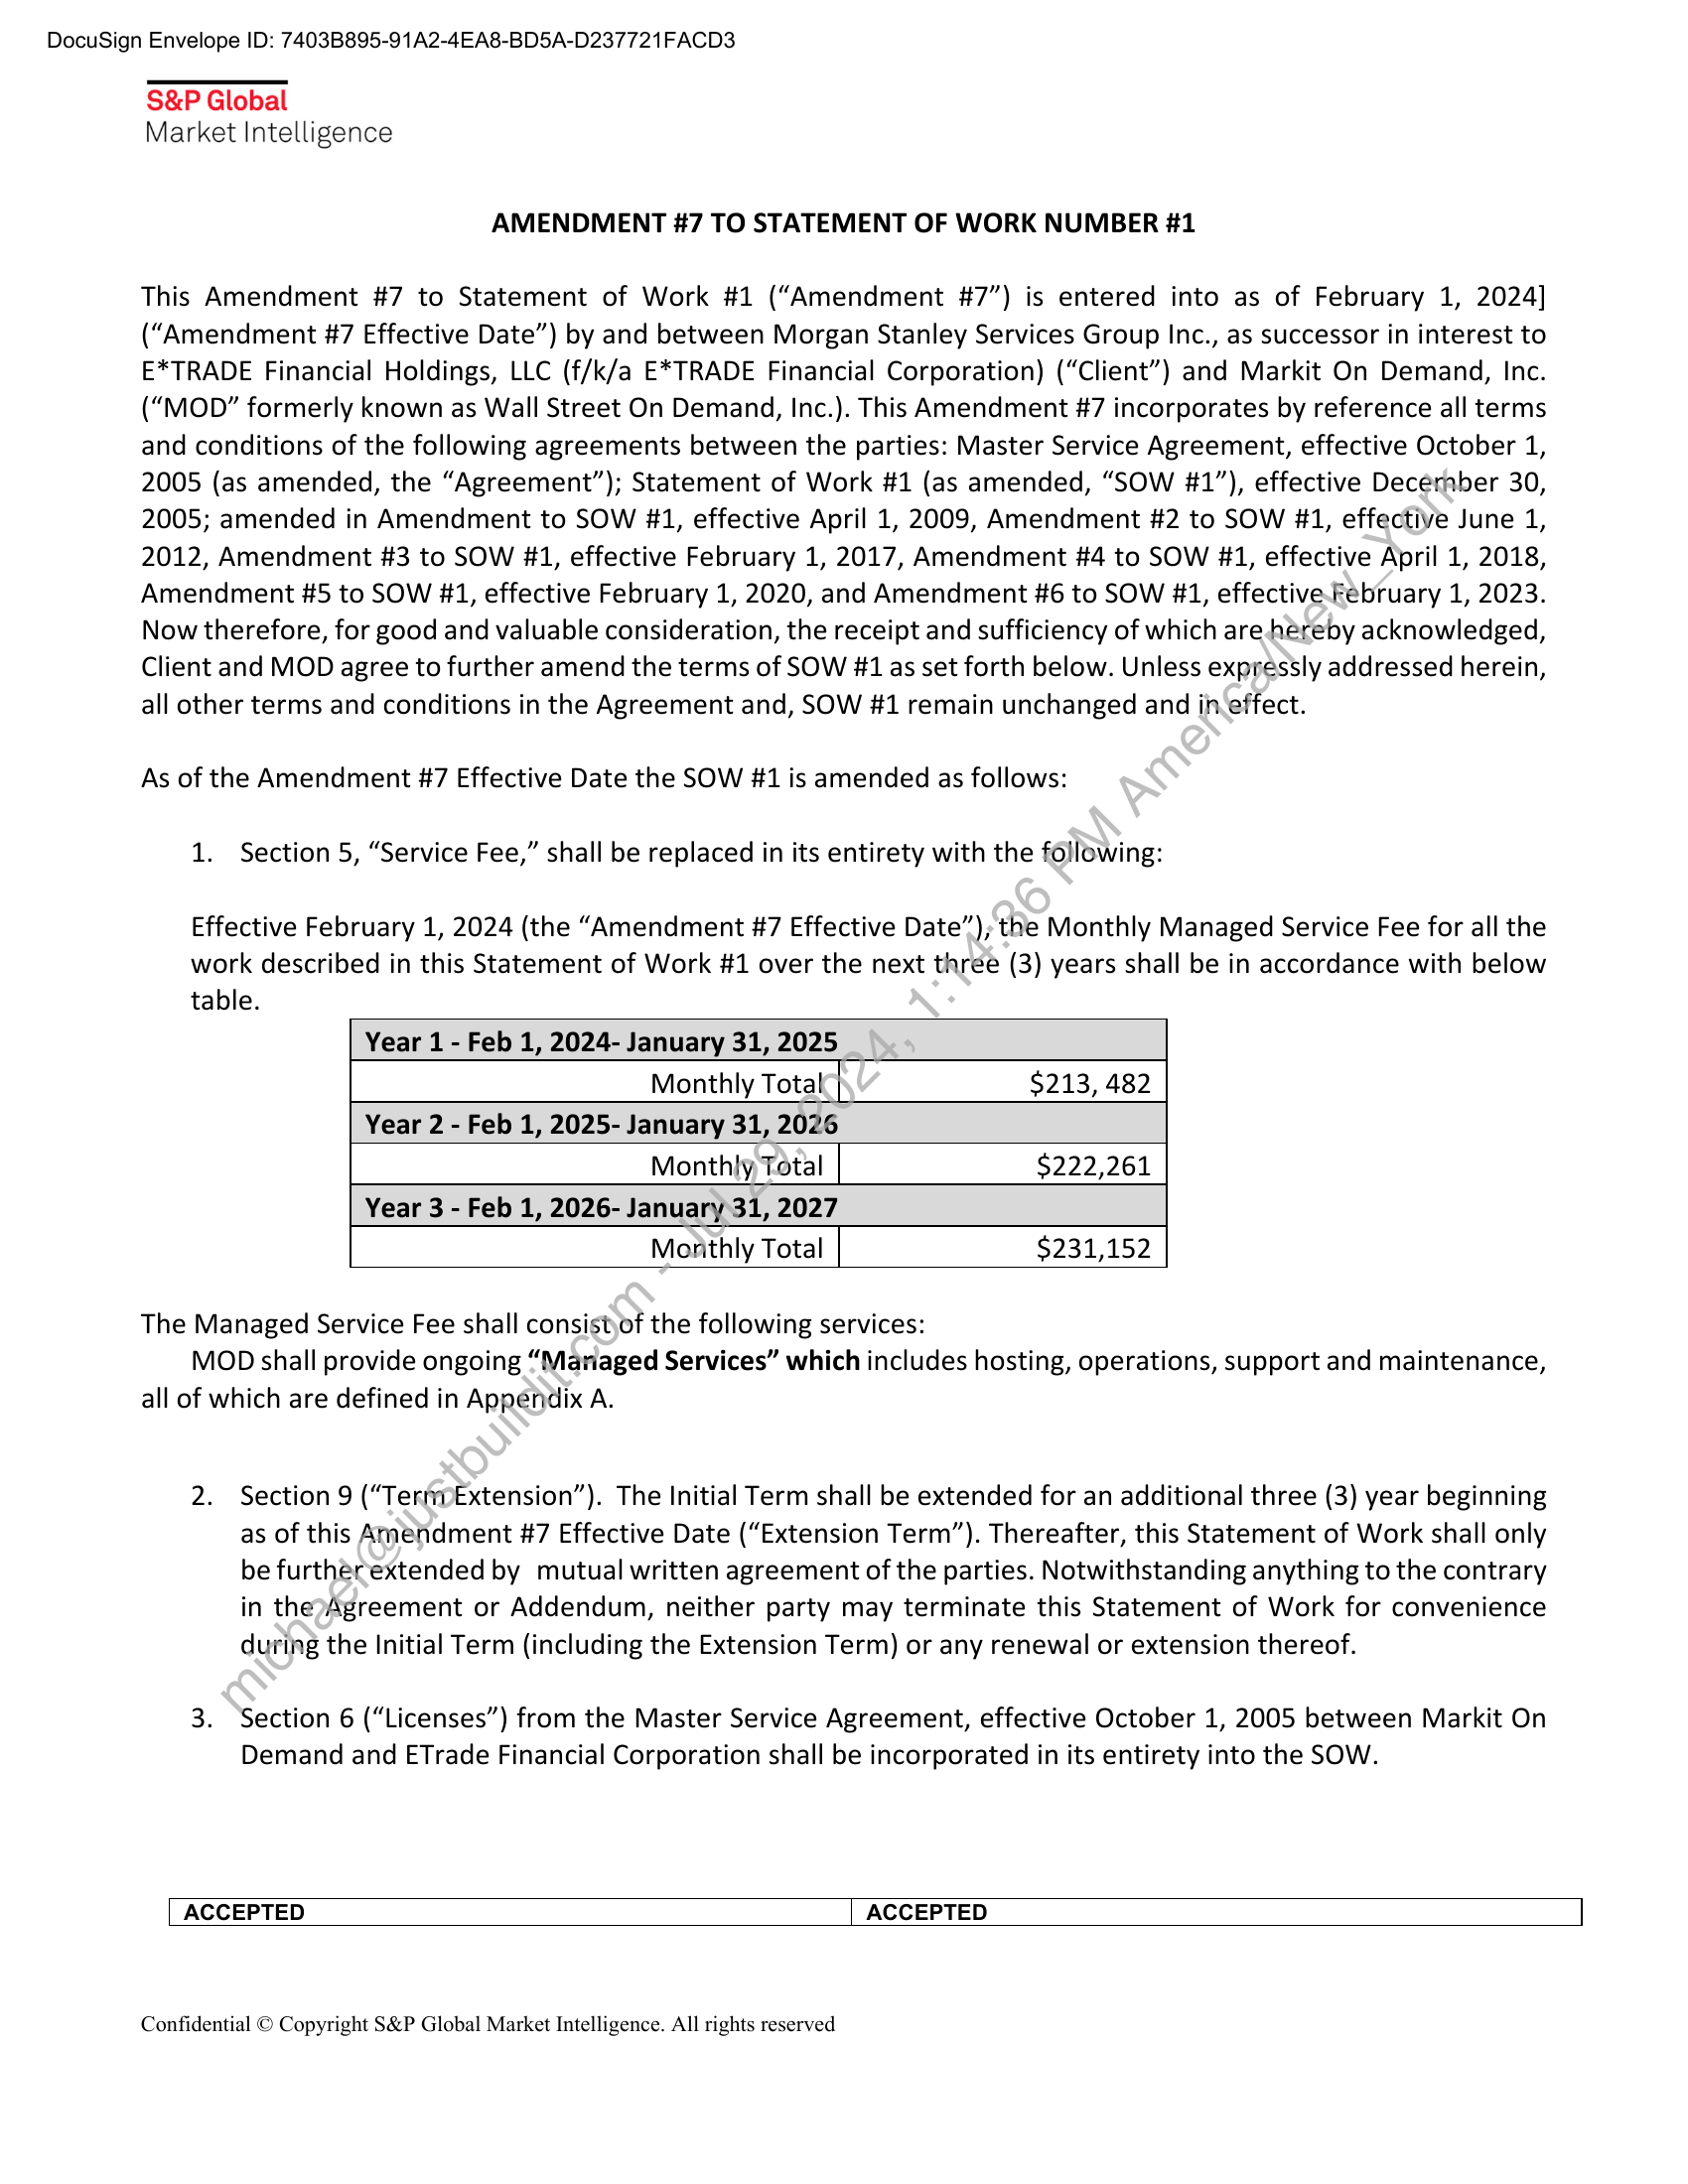 DocuSign Envelope ID: 7403B895-91A2-4EA8-BD5A-D237721FACD3
S&P Global
Market Intelligence
AMENDMENT #7 TO STATEMENT OF WORK NUMBER #1
This Amendment #7 to Statement of Work #1 (“Amendment #7”) is entered into as of February 1, 2024]
(“Amendment #7 Effective Date”) by and between Morgan Stanley Services Group Inc., as successor in interest to
E*TRADE Financial Holdings, LLC (f/k/a E*TRADE Financial Corporation) (“Client”) and Markit On Demand, Inc.
(“MOD” formerly known as Wall Street On Demand, Inc.). This Amendment #7 incorporates by reference all terms
and conditions of the following agreements between the parties: Master Service Agreement, effective October 1,
2005 (as amended, the “Agreement”); Statement of Work #1 (as amended, “SOW #1”), effective December 30,
2005; amended in Amendment to SOW #1, effective April 1, 2009, Amendment #2 to SOW #1, effective June 1,
2012, Amendment #3 to SOW #1, effective February 1, 2017, Amendment #4 to SOW #1, effective April 1, 2018,
Amendment #5 to SOW #1, effective February 1, 2020, and Amendment #6 to SOW #1, effective February 1, 2023.
Now therefore, for good and valuable consideration, the receipt and sufficiency of which are hereby acknowledged,
Client and MOD agree to further amend the terms of SOW #1 as set forth below. Unless expressly addressed herein,
all other terms and conditions in the Agreement and, SOW #1 remain unchanged and in effect.
As of the Amendment #7 Effective Date the SOW #1 is amended as follows:
1. Section 5, “Service Fee,” shall be replaced in its entirety with the following:
Effective February 1, 2024 (the “Amendment #7 Effective Date”), the Monthly Managed Service Fee for all the
work described in this Statement of Work #1 over the next three (3) years shall be in accordance with below
table.
Year 1 - Feb 1, 2024- January 31, 2025
Monthly Total $213, 482
Year 2 - Feb 1, 2025- January 31, 2026
Monthly Total $222,261
Year 3 - Feb 1, 2026- January 31, 2027
Monthly Total $231,152
The Managed Service Fee shall consist of the following services:
MOD shall provide ongoing “Managed Services” which includes hosting, operations, support and maintenance,
all of which are defined in Appendix A.
2. Section 9 (“Term Extension”). The Initial Term shall be extended for an additional three (3) year beginning
as of this Amendment #7 Effective Date (“Extension Term”). Thereafter, this Statement of Work shall only
be further extended by mutual written agreement of the parties. Notwithstanding anything to the contrary
in the Agreement or Addendum, neither party may terminate this Statement of Work for convenience
during the Initial Term (including the Extension Term) or any renewal or extension thereof.
3. Section 6 (“Licenses”) from the Master Service Agreement, effective October 1, 2005 between Markit On
Demand and ETrade Financial Corporation shall be incorporated in its entirety into the SOW.
ACCEPTED ACCEPTED
Confidential © Copyright S&P Global Market Intelligence. All rights reserved
michael@justbuildit.com - Jul 29, 2024, 1:14:36 PM America/New_York